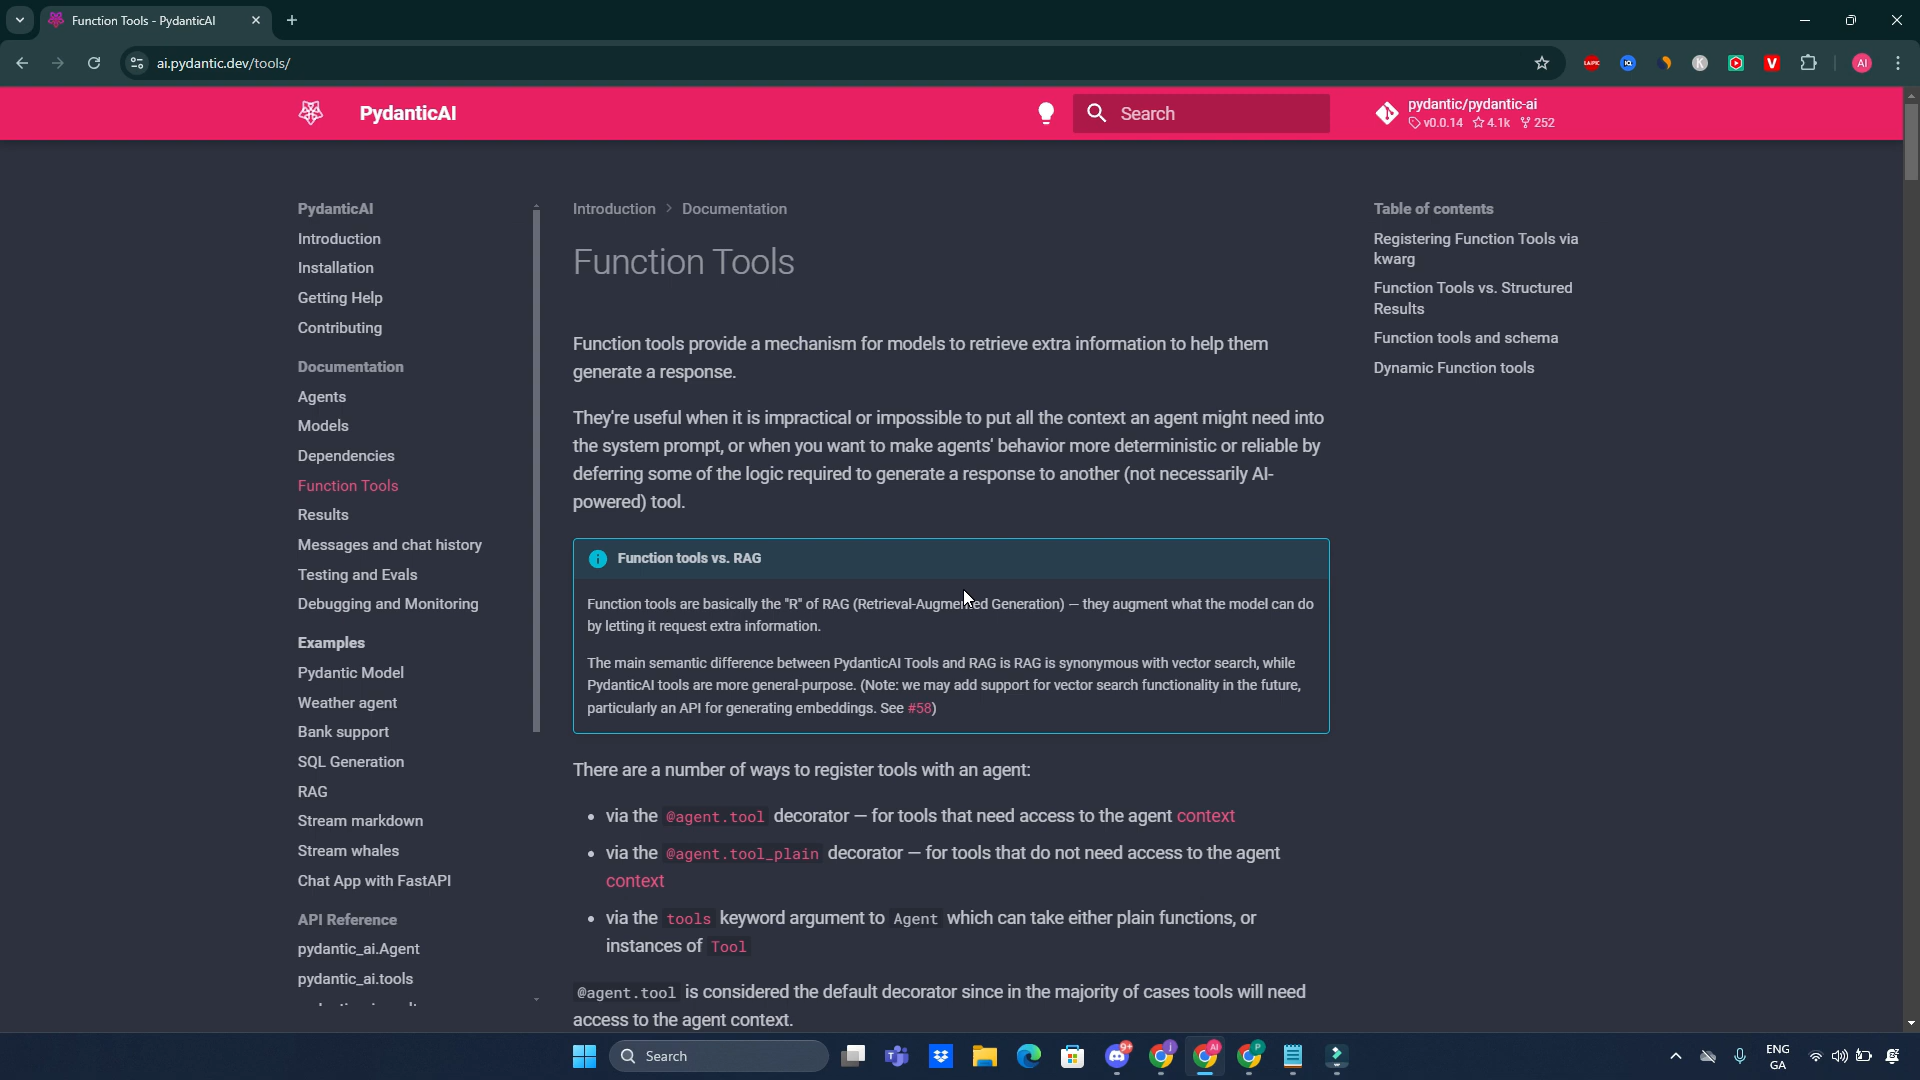 Function Tools - PydanticAI
ai.pydantic.dev/tools/
PydanticAI
Search
pydantic/pydantic-ai
v0.0.14 4.1k 252
PydanticAI
Introduction
Installation
Getting Help
Contributing
Documentation
Agents
Models
Dependencies
Function Tools
Results
Messages and chat history
Testing and Evals
Debugging and Monitoring
Examples
Pydantic Model
Weather agent
Bank support
SQL Generation
RAG
Stream markdown
Stream whales
Chat App with FastAPI
API Reference
pydantic_ai.Agent
pydantic_ai.tools
Introduction > Documentation
Function Tools
Function tools provide a mechanism for models to retrieve extra information to help them
generate a response.
They're useful when it is impractical or impossible to put all the context an agent might need into
the system prompt, or when you want to make agents' behavior more deterministic or reliable by
deferring some of the logic required to generate a response to another (not necessarily AI-
powered) tool.
Function tools vs. RAG
Function tools are basically the "R" of RAG (Retrieval-Augmented Generation) — they augment what the model can do
by letting it request extra information.
The main semantic difference between PydanticAI Tools and RAG is RAG is synonymous with vector search, while
PydanticAI tools are more general-purpose. (Note: we may add support for vector search functionality in the future,
particularly an API for generating embeddings. See #58)
There are a number of ways to register tools with an agent:
• via the @agent.tool decorator — for tools that need access to the agent context
• via the @agent.tool_plain decorator — for tools that do not need access to the agent
context
• via the tools keyword argument to Agent which can take either plain functions, or
instances of Tool
@agent.tool is considered the default decorator since in the majority of cases tools will need
access to the agent context.
Table of contents
Registering Function Tools via
kwarg
Function Tools vs. Structured
Results
Function tools and schema
Dynamic Function tools
Search
ENG
GA